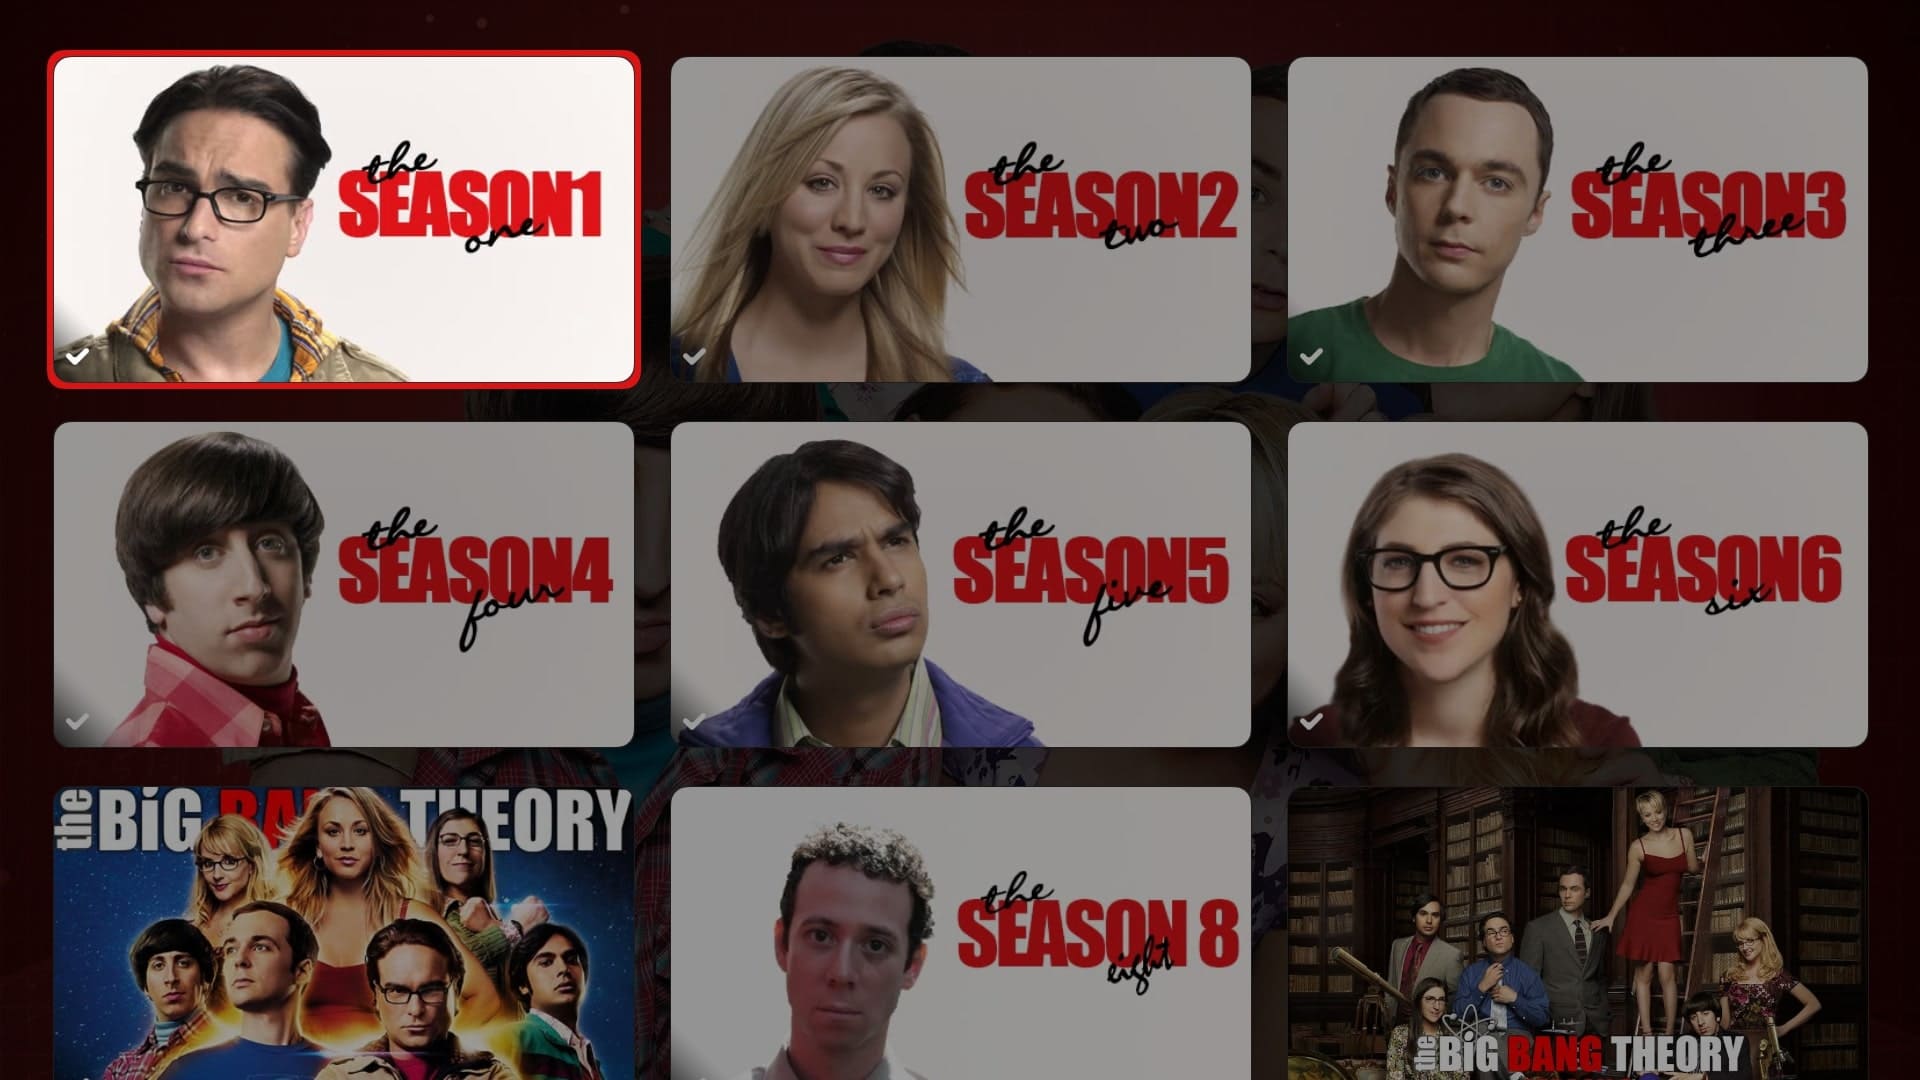 the
SEASON1
one
the
SEASON2
two
the
SEASON3
three
the
SEASON4
four
the
SEASON5
five
the
SEASON6
six
the BiG BANG THEORY
the
SEASON 8
eight
the BIG BANG THEORY